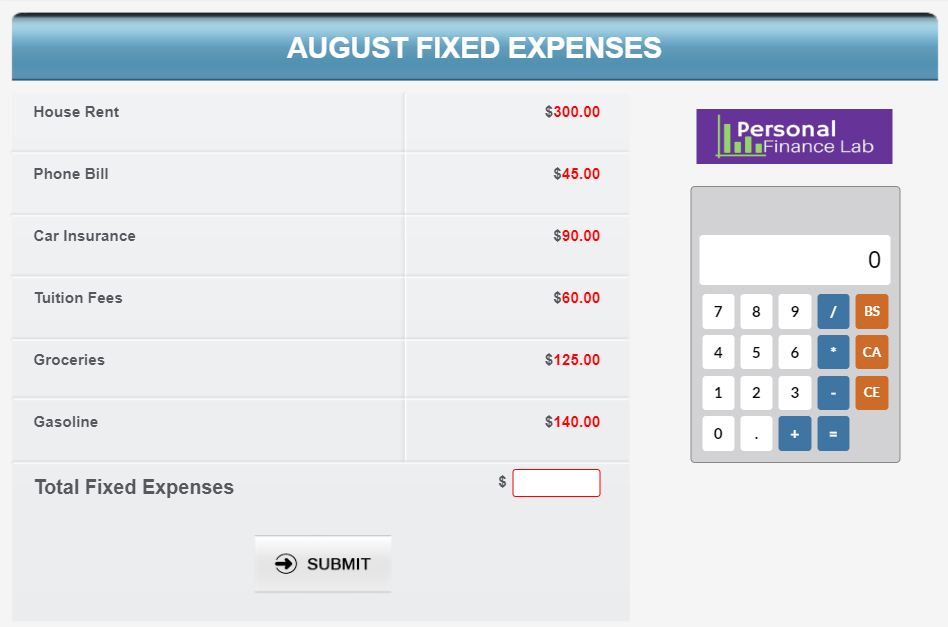 AUGUST FIXED EXPENSES
House Rent $300.00
Phone Bill $45.00
Car Insurance $90.00
Tuition Fees $60.00
Groceries $125.00
Gasoline $140.00
Total Fixed Expenses $
SUBMIT
Personal
Finance Lab
0
7 8 9 / BS
4 5 6 * CA
1 2 3 - CE
0 . + =